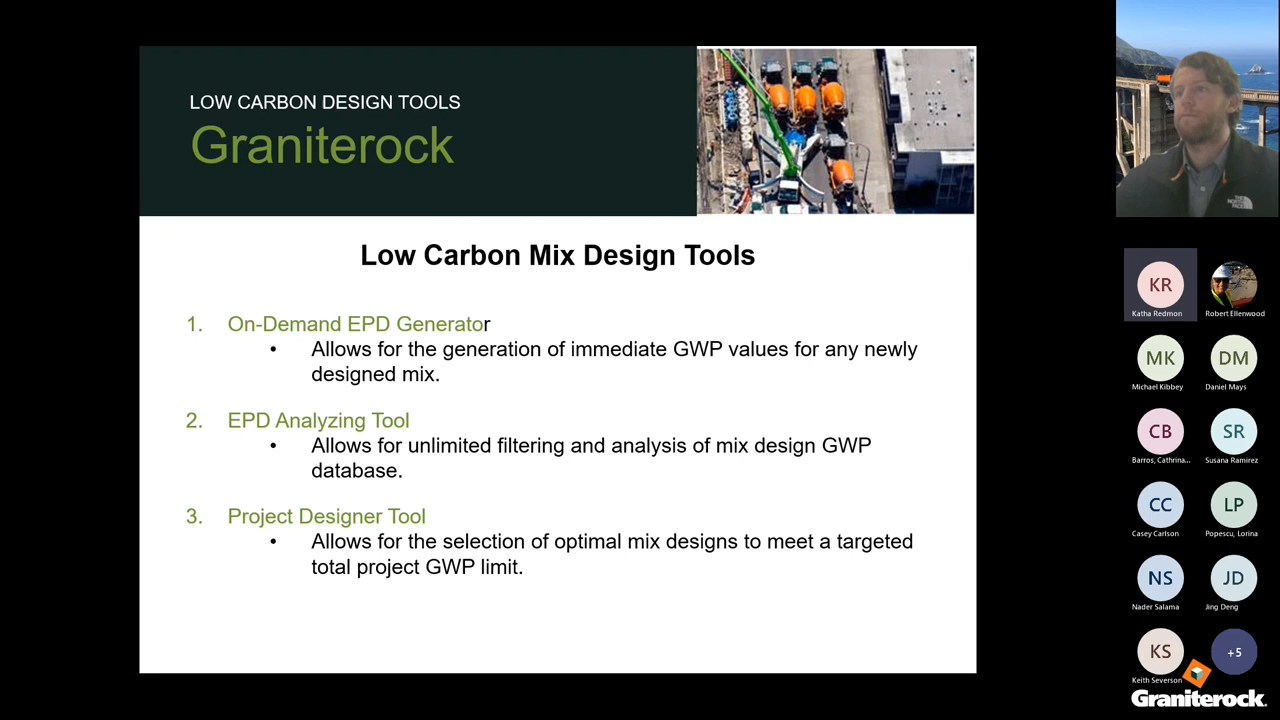 LOW CARBON DESIGN TOOLS
Graniterock
Low Carbon Mix Design Tools
1. On-Demand EPD Generator
• Allows for the generation of immediate GWP values for any newly
designed mix.
2. EPD Analyzing Tool
• Allows for unlimited filtering and analysis of mix design GWP
database.
3. Project Designer Tool
• Allows for the selection of optimal mix designs to meet a targeted
total project GWP limit.
KR
Katha Redmon
Robert Ellenwood
MK
Michael Kibbey
DM
Daniel Mays
CB
Barros, Cathrina...
SR
Susana Ramirez
CC
Casey Carlson
LP
Popescu, Lorina
NS
Nader Salama
JD
Jing Deng
KS
Keith Severson
+5
Graniterock.